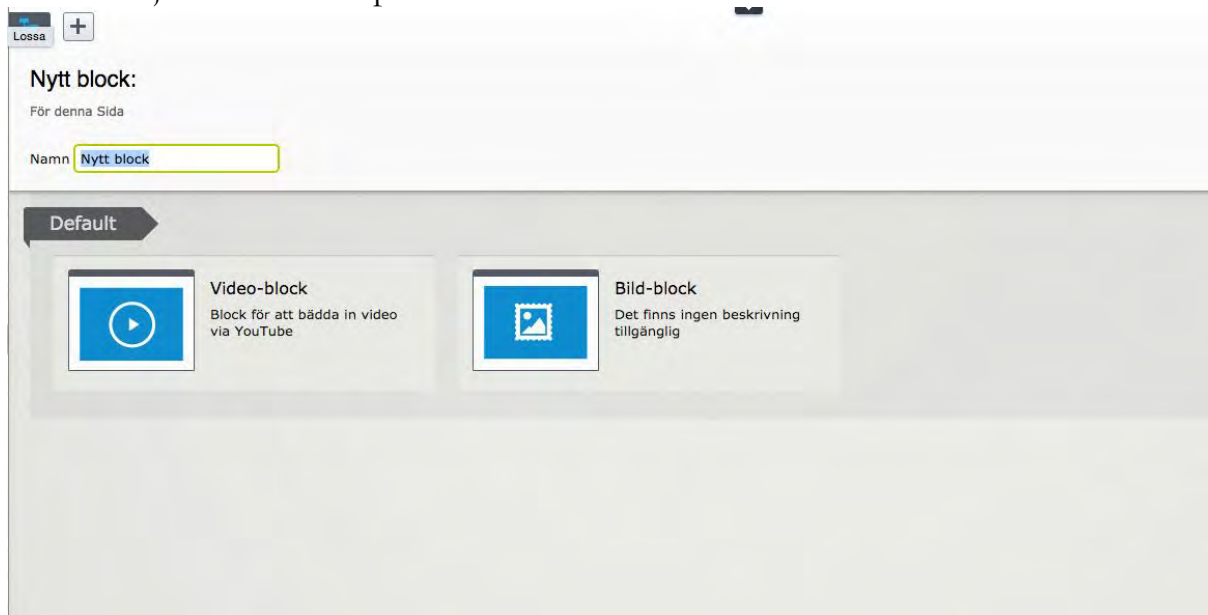 Lossa
Nytt block:
För denna Sida
Namn Nytt block
Default
Video-block
Block för att bädda in video
via YouTube
Bild-block
Det finns ingen beskrivning
tillgänglig